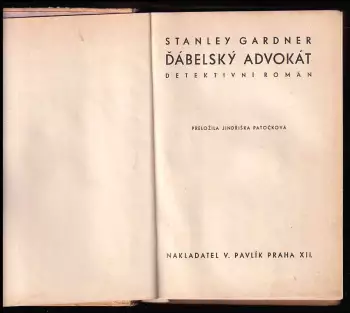 STANLEY GARDNER
ĎÁBELSKÝ ADVOKÁT
DETEKTIVNÍ ROMÁN
PŘELOŽILA JINDŘIŠKA PATOČKOVÁ
NAKLADATEL V. PAVLÍK PRAHA XII.